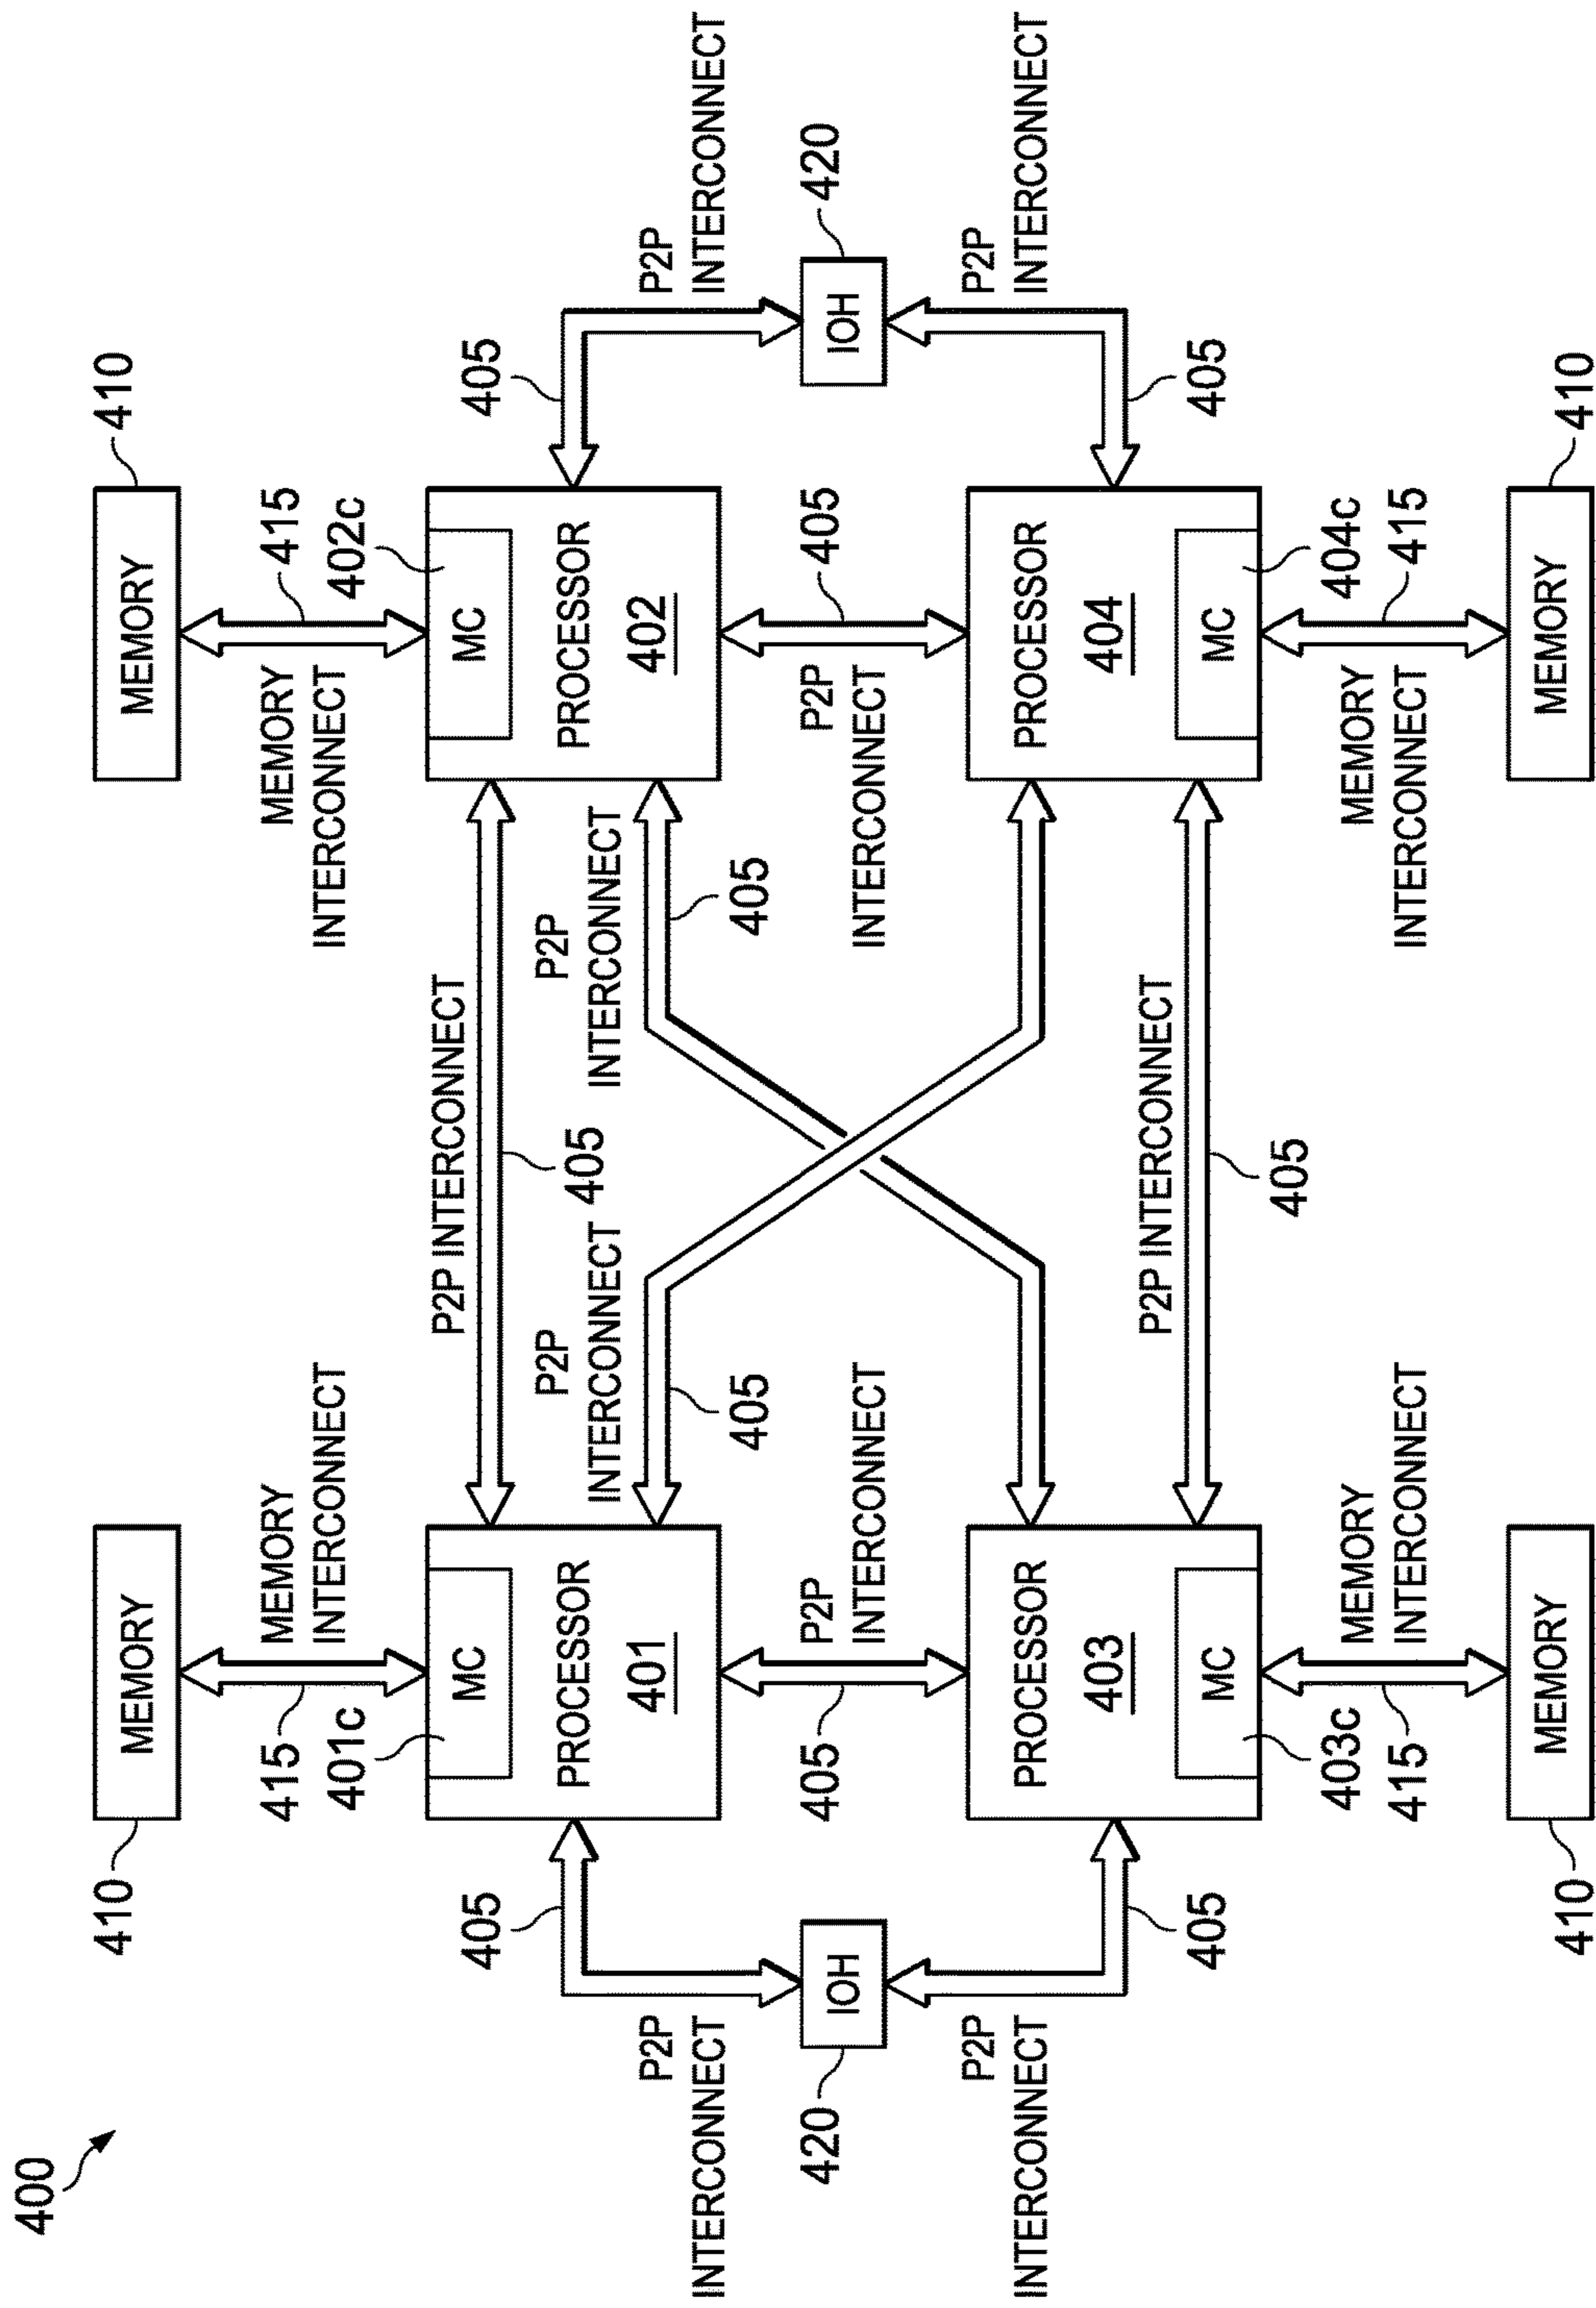 400
410
MEMORY
MEMORY
410
415
MEMORY
INTERCONNECT
MEMORY
INTERCONNECT
415
401c
402c
P2P INTERCONNECT
405
MC
MC
405
P2P
INTERCONNECT
405
P2P
INTERCONNECT
PROCESSOR
401
PROCESSOR
402
P2P
INTERCONNECT
P2P
INTERCONNECT
405
405
420
IOH
405
P2P
INTERCONNECT
P2P
INTERCONNECT
405
IOH
420
P2P
INTERCONNECT
P2P
INTERCONNECT
PROCESSOR
403
PROCESSOR
404
P2P INTERCONNECT
405
MC
MC
405
405
403c
MEMORY
INTERCONNECT
MEMORY
INTERCONNECT
404c
415
415
410
MEMORY
MEMORY
410